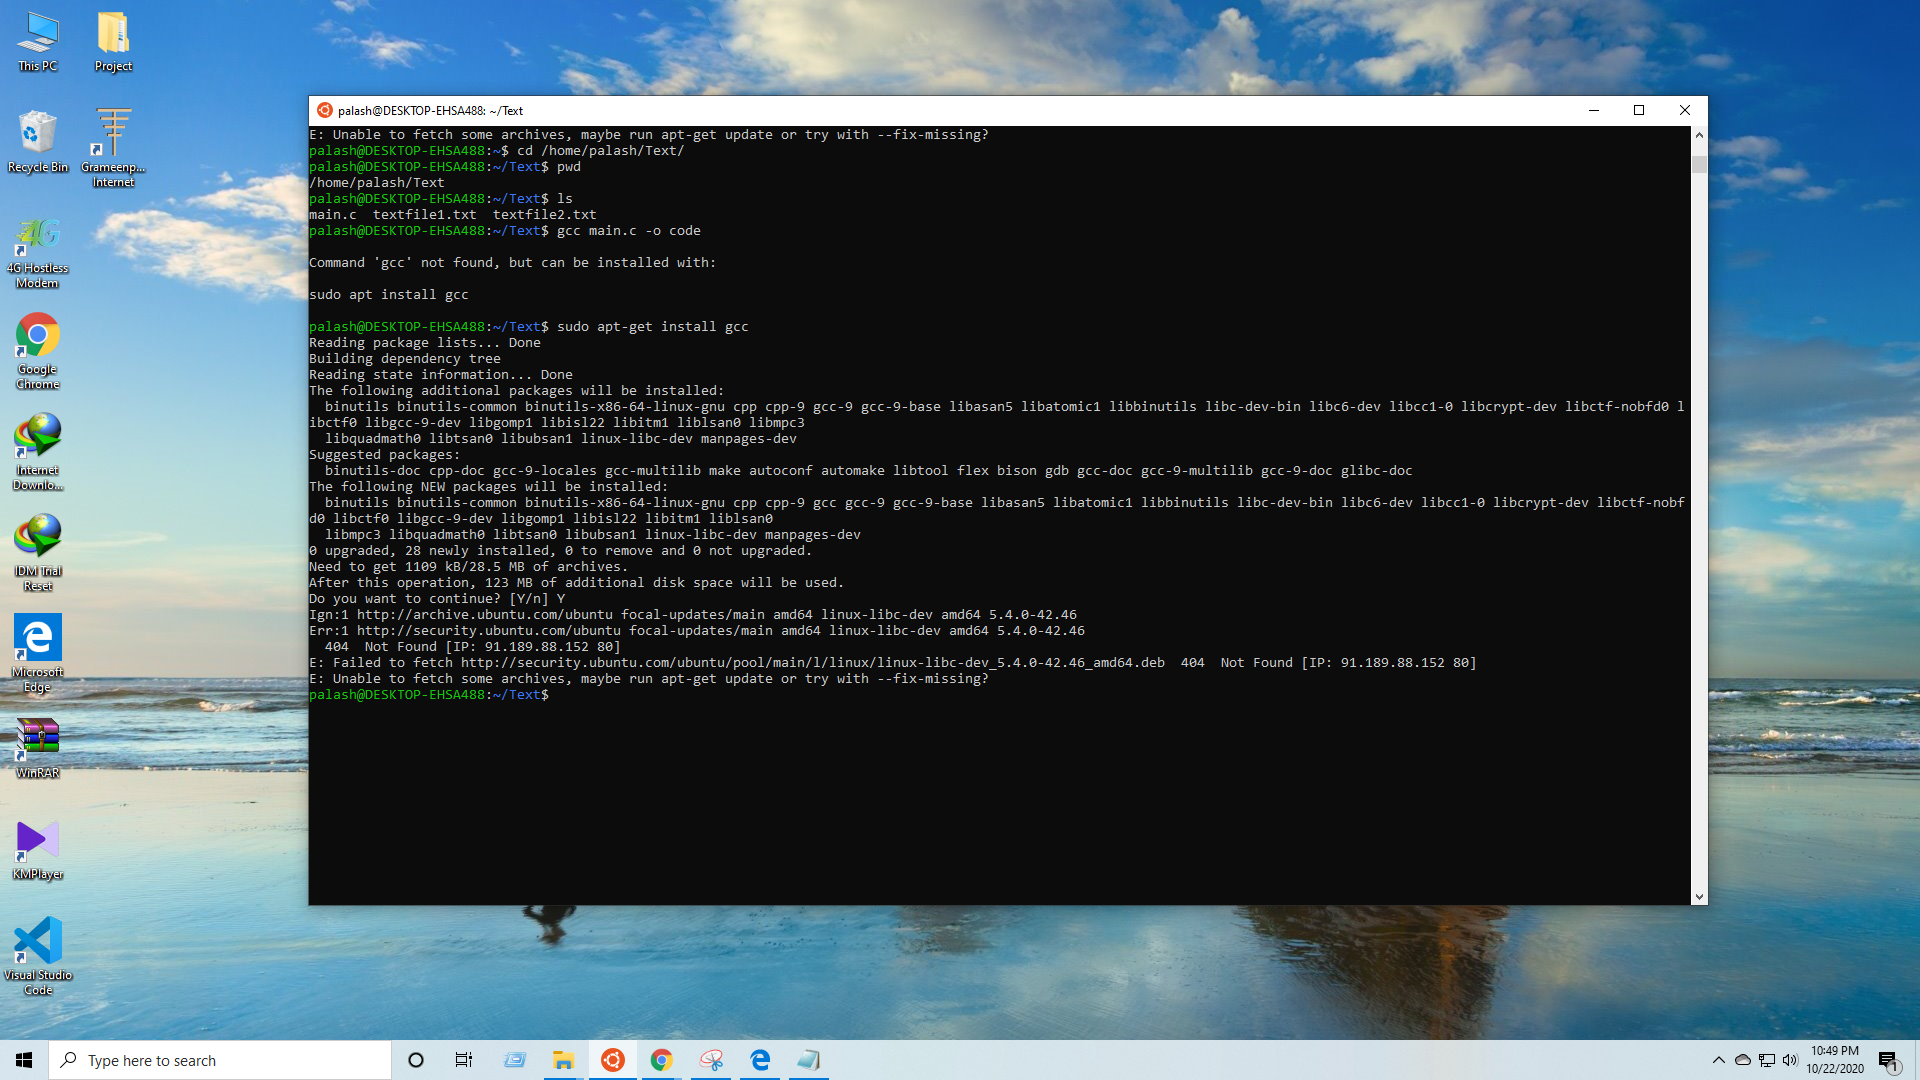 This PC
Project
Recycle Bin
Grameenp...
Internet
4G Hostless
Modem
Google
Chrome
Internet
Downlo...
IDM Trial
Reset
Microsoft
Edge
WinRAR
KMPlayer
Visual Studio
Code
palash@DESKTOP-EHSA488: ~/Text
E: Unable to fetch some archives, maybe run apt-get update or try with --fix-missing?
palash@DESKTOP-EHSA488:~$ cd /home/palash/Text/
palash@DESKTOP-EHSA488:~/Text$ pwd
/home/palash/Text
palash@DESKTOP-EHSA488:~/Text$ ls
main.c  textfile1.txt  textfile2.txt
palash@DESKTOP-EHSA488:~/Text$ gcc main.c -o code
Command 'gcc' not found, but can be installed with:
sudo apt install gcc
palash@DESKTOP-EHSA488:~/Text$ sudo apt-get install gcc
Reading package lists... Done
Building dependency tree
Reading state information... Done
The following additional packages will be installed:
  binutils binutils-common binutils-x86-64-linux-gnu cpp cpp-9 gcc-9 gcc-9-base libasan5 libatomic1 libbinutils libc-dev-bin libc6-dev libcc1-0 libcrypt-dev libctf-nobfd0 l
ibctf0 libgcc-9-dev libgomp1 libisl22 libitm1 liblsan0 libmpc3
  libquadmath0 libtsan0 libubsan1 linux-libc-dev manpages-dev
Suggested packages:
  binutils-doc cpp-doc gcc-9-locales gcc-multilib make autoconf automake libtool flex bison gdb gcc-doc gcc-9-multilib gcc-9-doc glibc-doc
The following NEW packages will be installed:
  binutils binutils-common binutils-x86-64-linux-gnu cpp cpp-9 gcc gcc-9 gcc-9-base libasan5 libatomic1 libbinutils libc-dev-bin libc6-dev libcc1-0 libcrypt-dev libctf-nobf
d0 libctf0 libgcc-9-dev libgomp1 libisl22 libitm1 liblsan0
  libmpc3 libquadmath0 libtsan0 libubsan1 linux-libc-dev manpages-dev
0 upgraded, 28 newly installed, 0 to remove and 0 not upgraded.
Need to get 1109 kB/28.5 MB of archives.
After this operation, 123 MB of additional disk space will be used.
Do you want to continue? [Y/n] Y
Ign:1 http://archive.ubuntu.com/ubuntu focal-updates/main amd64 linux-libc-dev amd64 5.4.0-42.46
Err:1 http://security.ubuntu.com/ubuntu focal-updates/main amd64 linux-libc-dev amd64 5.4.0-42.46
  404  Not Found [IP: 91.189.88.152 80]
E: Failed to fetch http://security.ubuntu.com/ubuntu/pool/main/l/linux/linux-libc-dev_5.4.0-42.46_amd64.deb  404  Not Found [IP: 91.189.88.152 80]
E: Unable to fetch some archives, maybe run apt-get update or try with --fix-missing?
palash@DESKTOP-EHSA488:~/Text$
Type here to search
10:49 PM
10/22/2020
1